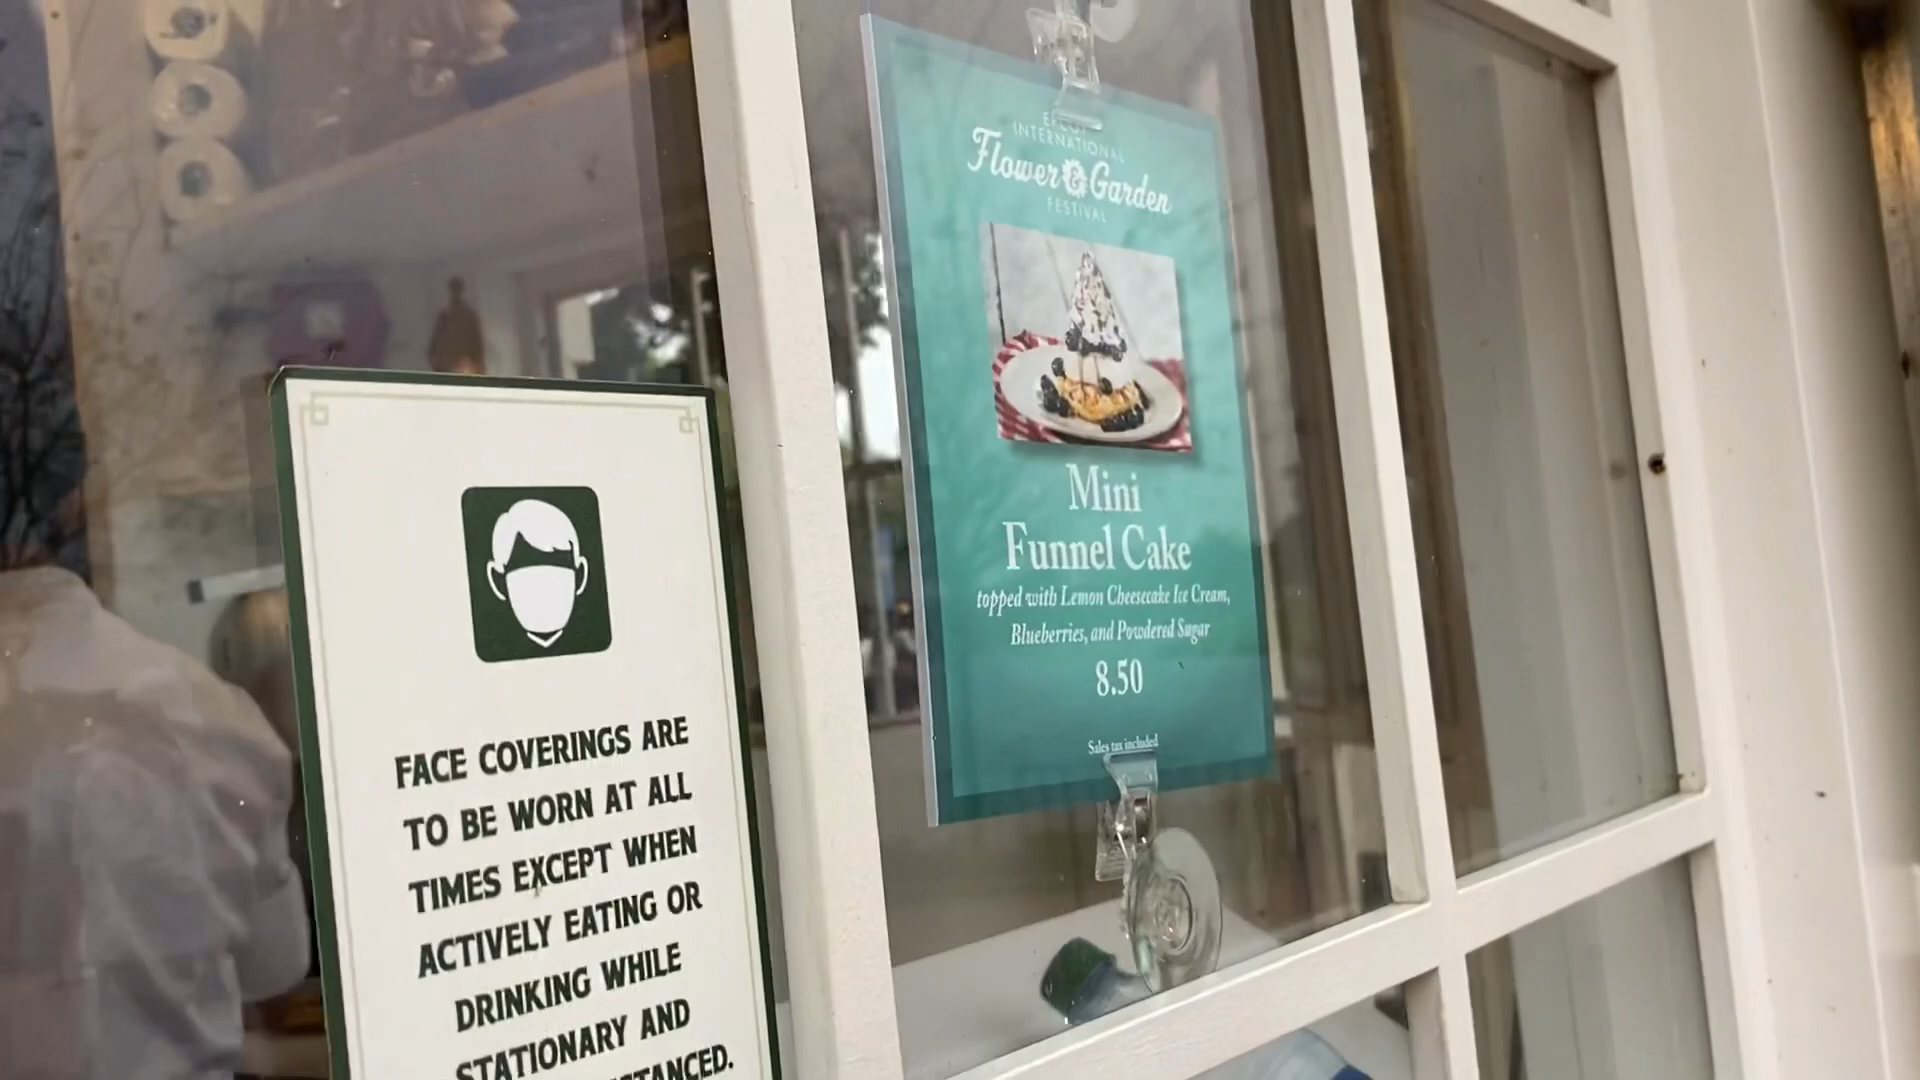 FACE COVERINGS ARE
TO BE WORN AT ALL
TIMES EXCEPT WHEN
ACTIVELY EATING OR
DRINKING WHILE
STATIONARY AND
EPCOT
INTERNATIONAL
Flower & Garden
FESTIVAL
Mini
Funnel Cake
topped with Lemon Cheesecake Ice Cream,
Blueberries, and Powdered Sugar
8.50
Sales tax included